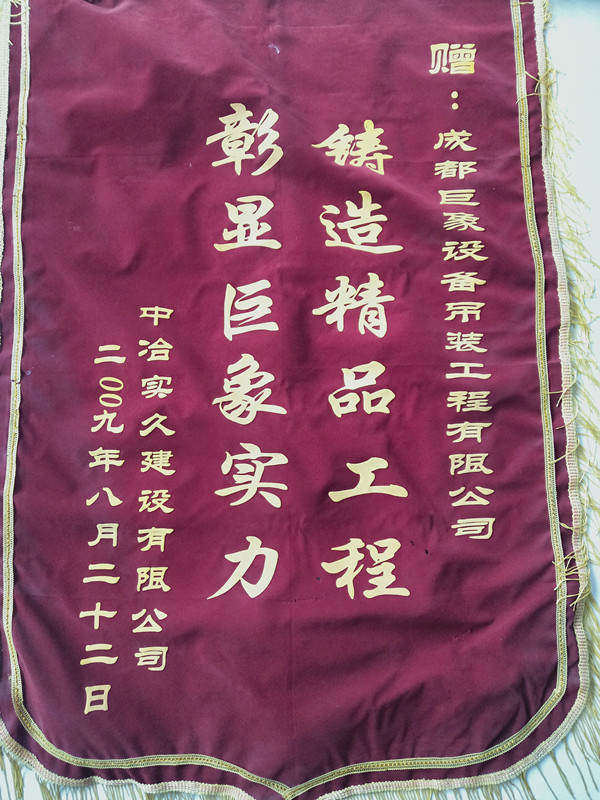 赠：成都巨象设备吊装工程有限公司
铸造精品工程
彰显巨象实力
中冶实久建设有限公司
二00九年八月二十二日